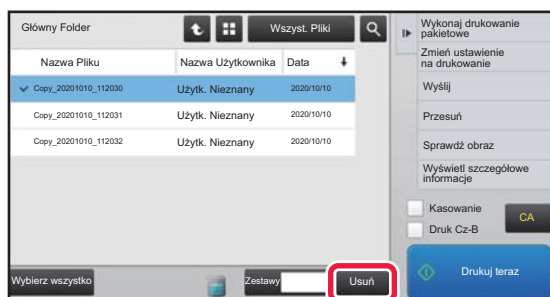 Główny Folder
Wszyst. Pliki
Nazwa Pliku
Nazwa Użytkownika
Data
Copy_20201010_112030
Użytk. Nieznany
2020/10/10
Copy_20201010_112031
Użytk. Nieznany
2020/10/10
Copy_20201010_112032
Użytk. Nieznany
2020/10/10
Wybierz wszystko
Zestawy
Usuń
Wykonaj drukowanie
pakietowe
Zmień ustawienie
na drukowanie
Wyślij
Przesuń
Sprawdź obraz
Wyświetl szczegółowe
informacje
Kasowanie
Druk Cz-B
CA
Drukuj teraz